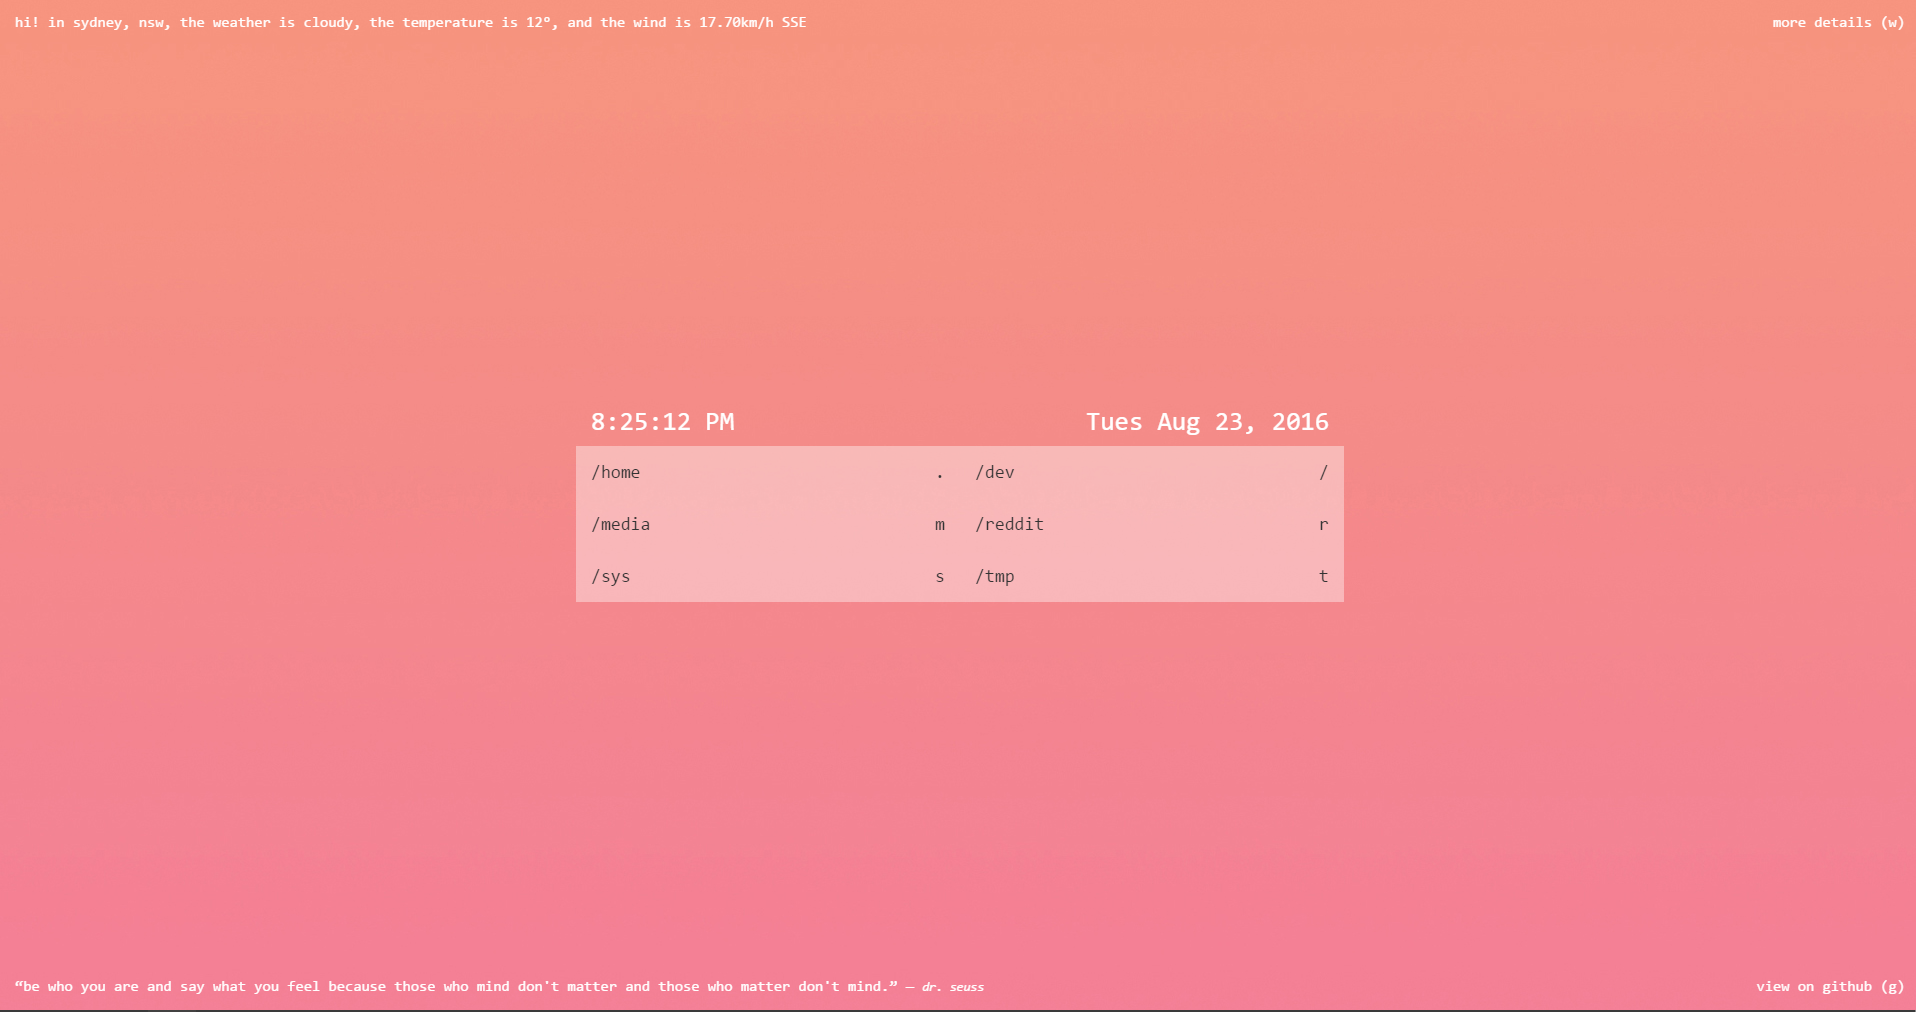 hi! in sydney, nsw, the weather is cloudy, the temperature is 12°, and the wind is 17.70km/h SSE
more details (w)
8:25:12 PM
Tues Aug 23, 2016
/home . /dev /
/media m /reddit r
/sys s /tmp t
“be who you are and say what you feel because those who mind don't matter and those who matter don't mind.” — dr. seuss
view on github (g)